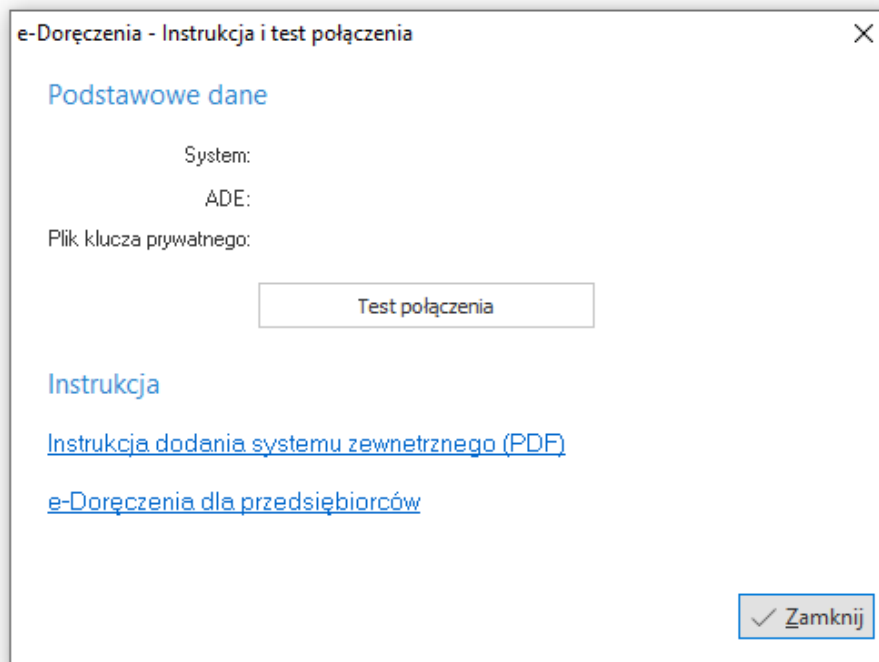 e-Doręczenia - Instrukcja i test połączenia
Podstawowe dane
System:
ADE:
Plik klucza prywatnego:
Test połączenia
Instrukcja
Instrukcja dodania systemu zewnetrznego (PDF)
e-Doręczenia dla przedsiębiorców
Zamknij